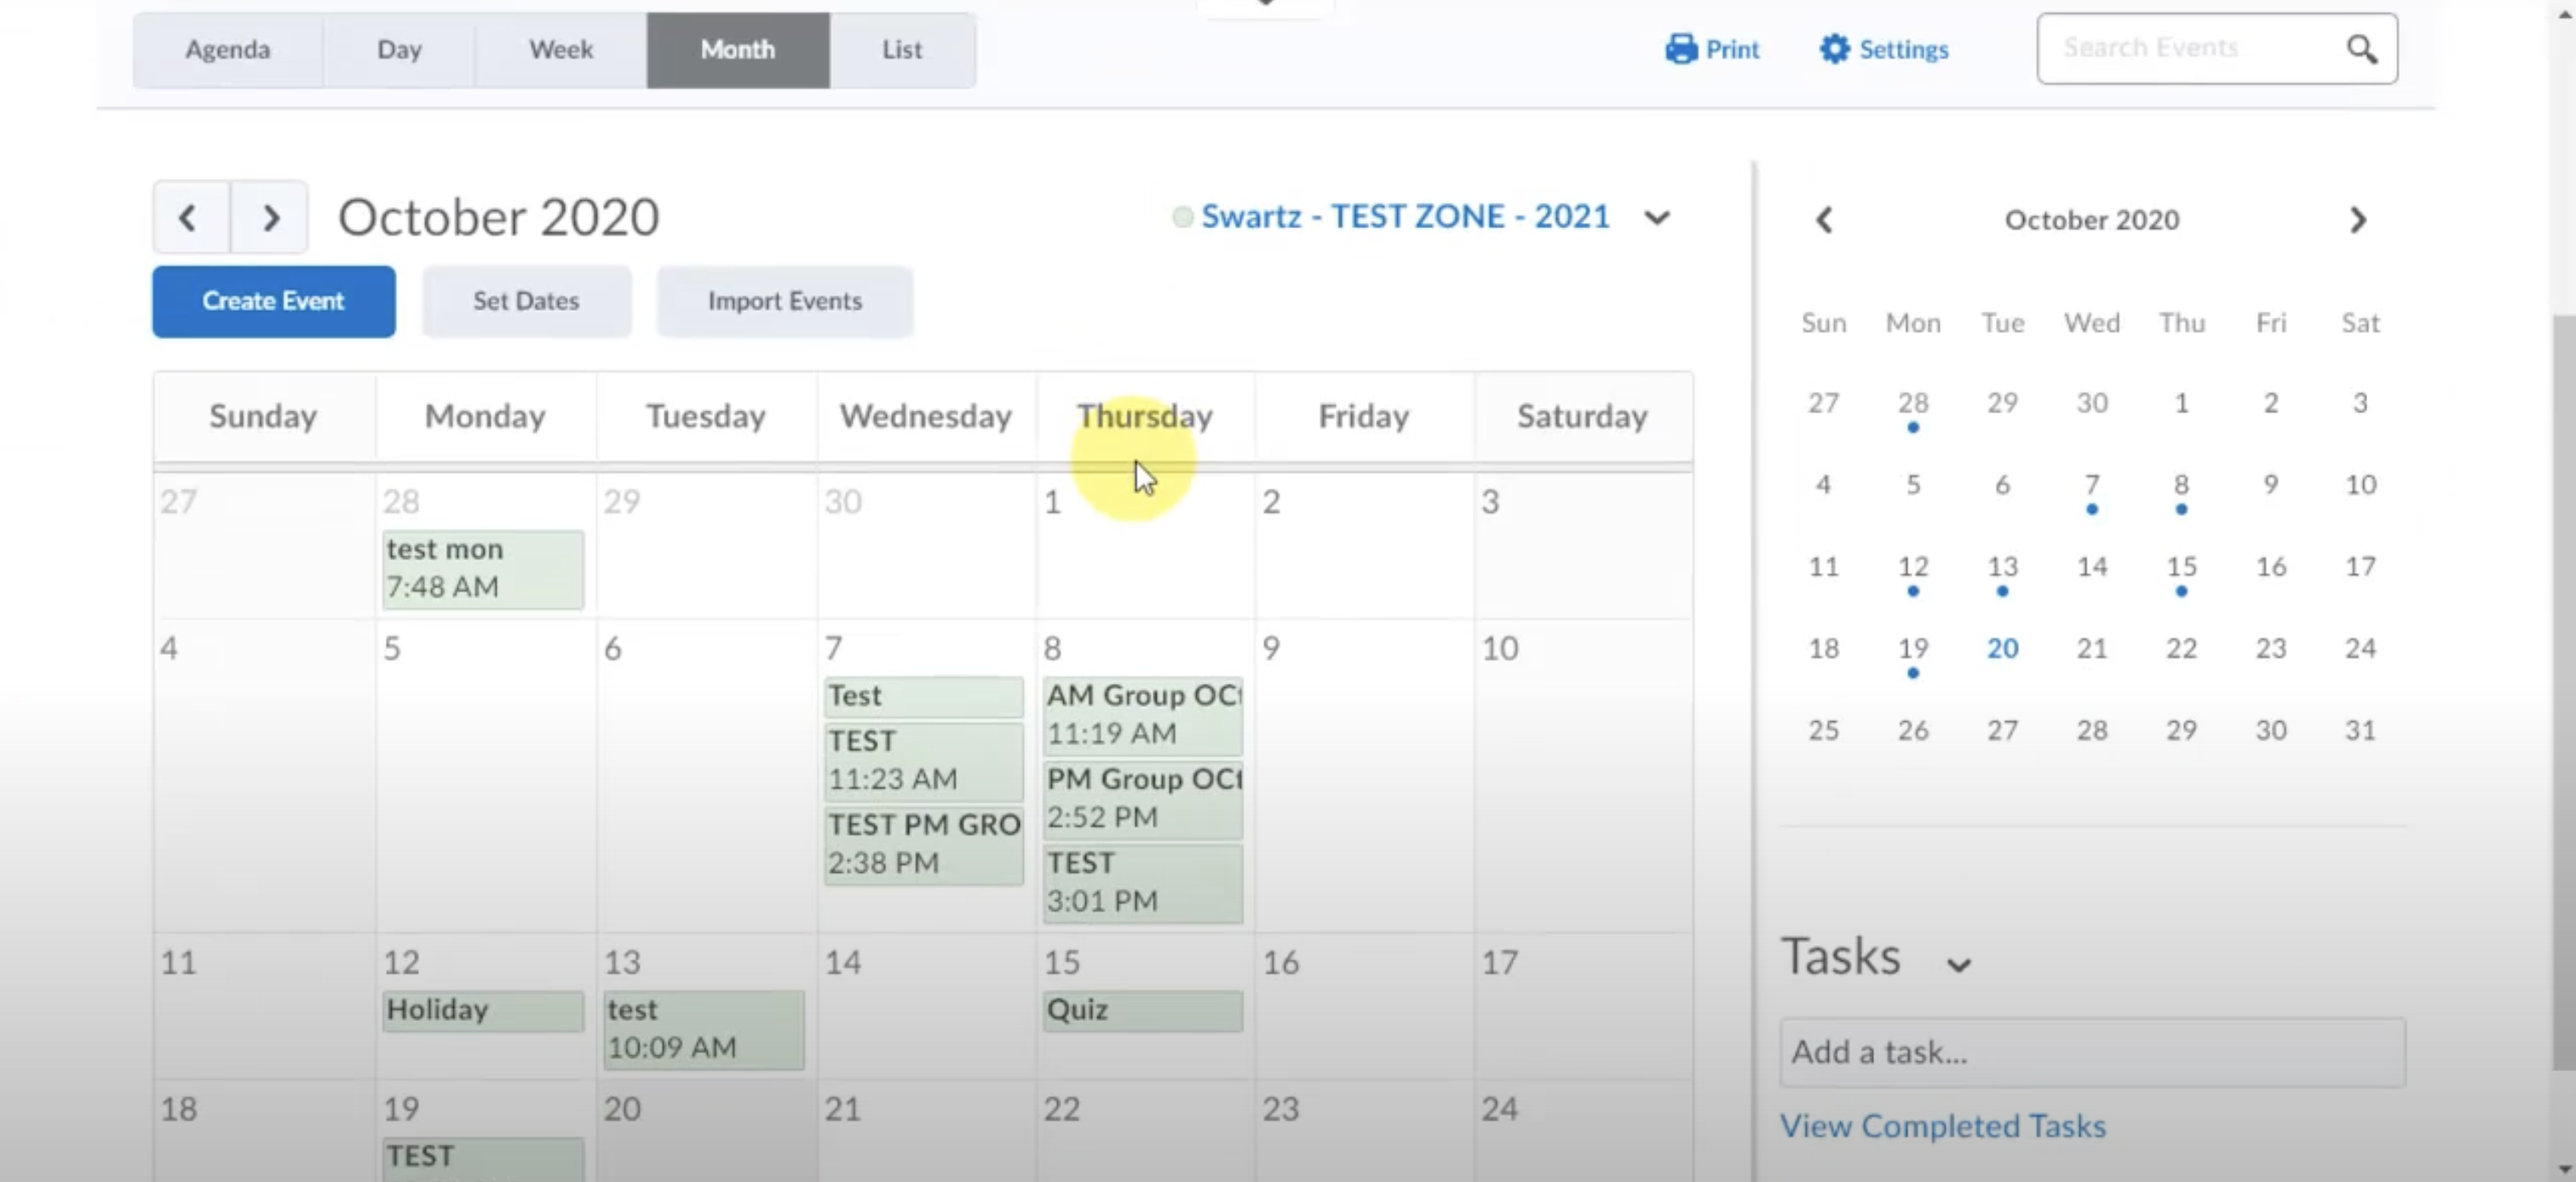 Agenda Day Week Month List
Print Settings Search Events
October 2020
Swartz - TEST ZONE - 2021
Create Event Set Dates Import Events
Sunday Monday Tuesday Wednesday Thursday Friday Saturday
27 28 29 30 1 2 3
test mon
7:48 AM
4 5 6 7 8 9 10
Test
TEST
11:23 AM
TEST PM GRO
2:38 PM
AM Group OCt
11:19 AM
PM Group OCt
2:52 PM
TEST
3:01 PM
11 12 13 14 15 16 17
Holiday
test
10:09 AM
Quiz
18 19 20 21 22 23 24
TEST
October 2020
Sun Mon Tue Wed Thu Fri Sat
27 28 29 30 1 2 3
4 5 6 7 8 9 10
11 12 13 14 15 16 17
18 19 20 21 22 23 24
25 26 27 28 29 30 31
Tasks
Add a task...
View Completed Tasks